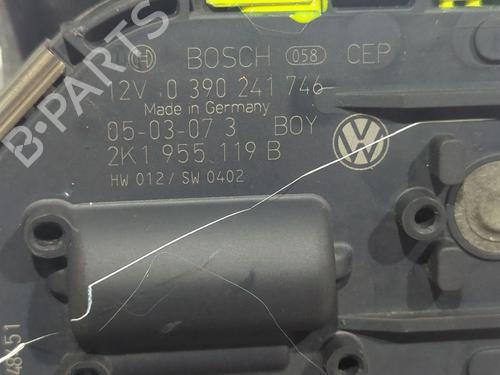 BOSCH 058 CEP
12V 0 390 241 746
Made in Germany
05-03-07 3 BOY
2K1 955 119 B
HW 012/ SW 0402
B-PARTS